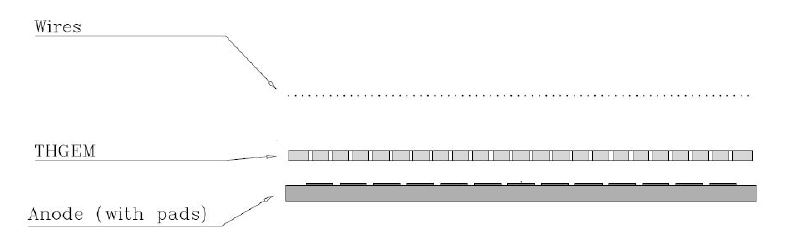 Wires
THGEM
Anode (with pads)